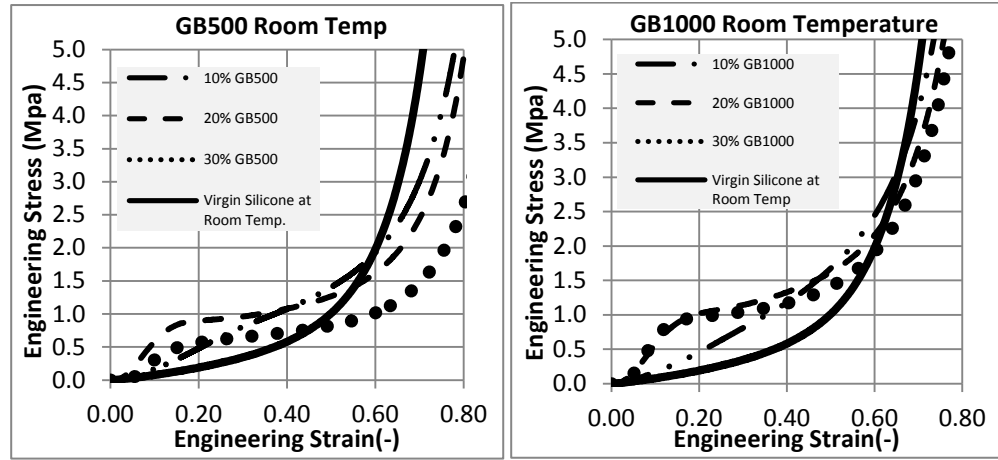 GB500 Room Temp
5.0
4.5
4.0
3.5
3.0
2.5
2.0
1.5
1.0
0.5
0.0
Engineering Stress (Mpa)
10% GB500
20% GB500
30% GB500
Virgin Silicone at
Room Temp.
0.00 0.20 0.40 0.60 0.80
Engineering Strain(-)
GB1000 Room Temperature
5.0
4.5
4.0
3.5
3.0
2.5
2.0
1.5
1.0
0.5
0.0
Engineering Stress (Mpa)
10% GB1000
20% GB1000
30% GB1000
Virgin Silicone at
Room Temp
0.00 0.20 0.40 0.60 0.80
Engineering Strain(-)